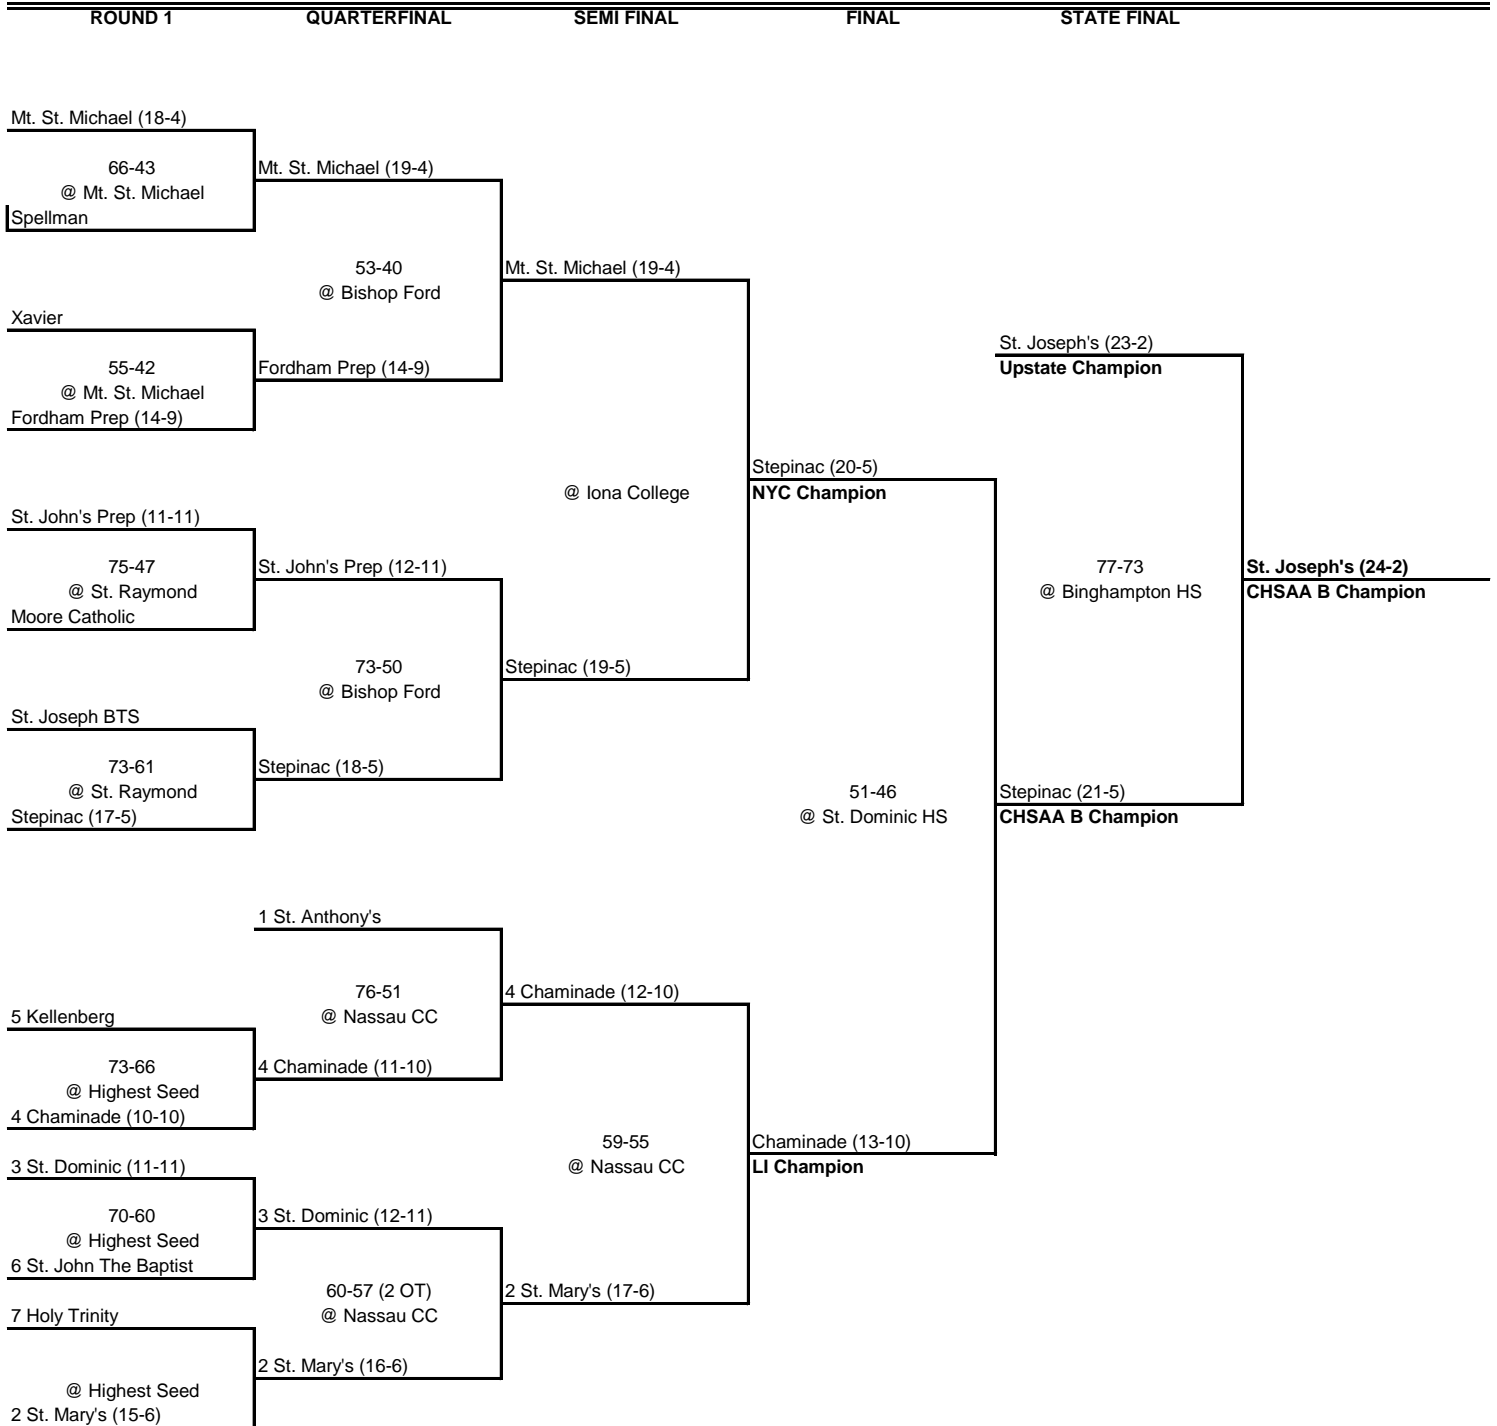 ROUND 1 QUARTERFINAL SEMI FINAL FINAL STATE FINAL
Mt. St. Michael (18-4)
66-43
@ Mt. St. Michael
Spellman
Mt. St. Michael (19-4)
53-40
@ Bishop Ford
Mt. St. Michael (19-4)
Xavier
55-42
@ Mt. St. Michael
Fordham Prep (14-9)
Fordham Prep (14-9)
St. Joseph's (23-2)
Upstate Champion
@ Iona College
Stepinac (20-5)
NYC Champion
St. John's Prep (11-11)
75-47
@ St. Raymond
Moore Catholic
St. John's Prep (12-11)
77-73
@ Binghampton HS
St. Joseph's (24-2)
CHSAA B Champion
73-50
@ Bishop Ford
Stepinac (19-5)
St. Joseph BTS
73-61
@ St. Raymond
Stepinac (17-5)
Stepinac (18-5)
51-46
@ St. Dominic HS
Stepinac (21-5)
CHSAA B Champion
1 St. Anthony's
76-51
@ Nassau CC
4 Chaminade (12-10)
5 Kellenberg
73-66
@ Highest Seed
4 Chaminade (10-10)
4 Chaminade (11-10)
59-55
@ Nassau CC
Chaminade (13-10)
LI Champion
3 St. Dominic (11-11)
70-60
@ Highest Seed
6 St. John The Baptist
3 St. Dominic (12-11)
60-57 (2 OT)
@ Nassau CC
2 St. Mary's (17-6)
7 Holy Trinity
@ Highest Seed
2 St. Mary's (15-6)
2 St. Mary's (16-6)